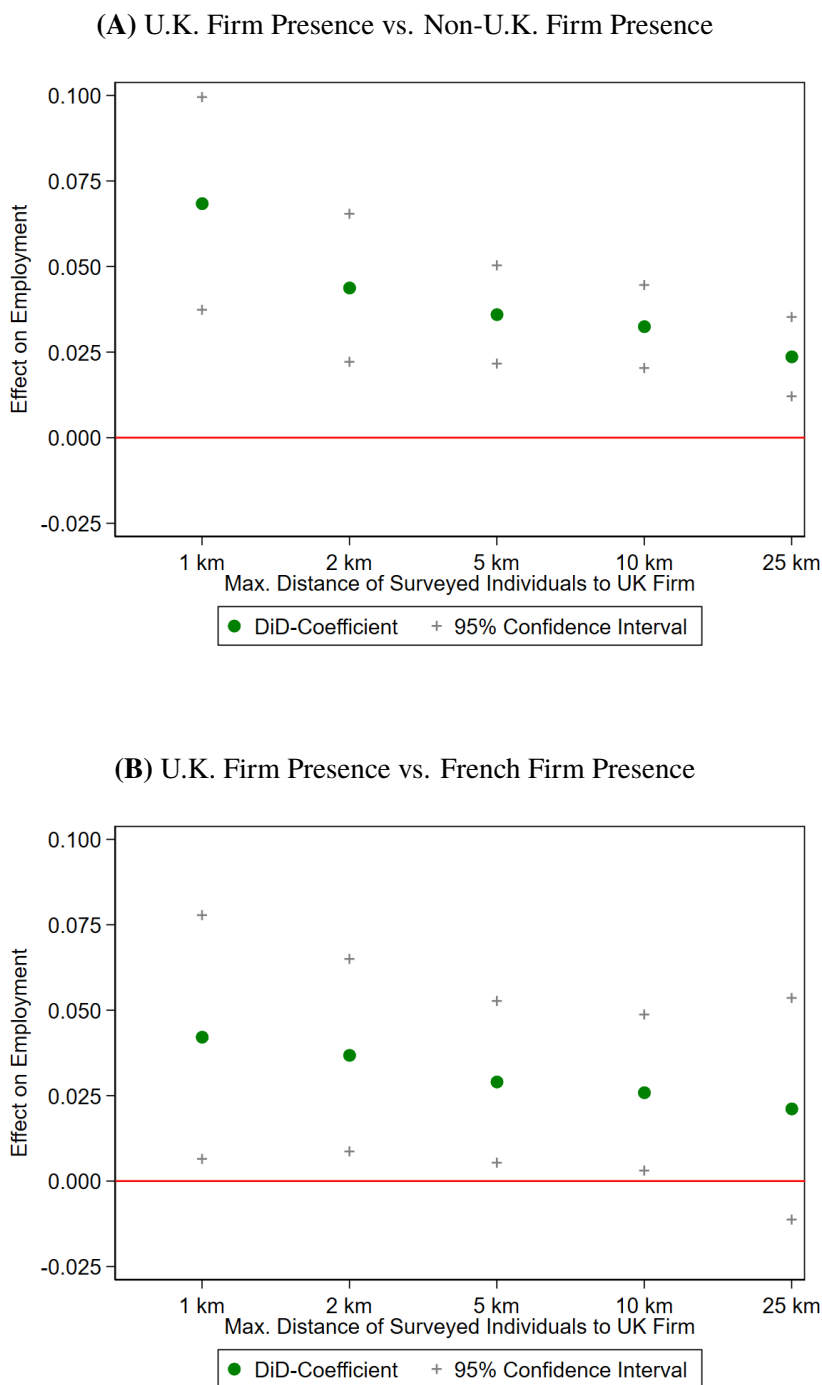 (A) U.K. Firm Presence vs. Non-U.K. Firm Presence
Effect on Employment
0.100
0.075
0.050
0.025
0.000
-0.025
1 km 2 km 5 km 10 km 25 km
Max. Distance of Surveyed Individuals to UK Firm
DiD-Coefficient + 95% Confidence Interval
(B) U.K. Firm Presence vs. French Firm Presence
Effect on Employment
0.100
0.075
0.050
0.025
0.000
-0.025
1 km 2 km 5 km 10 km 25 km
Max. Distance of Surveyed Individuals to UK Firm
DiD-Coefficient + 95% Confidence Interval